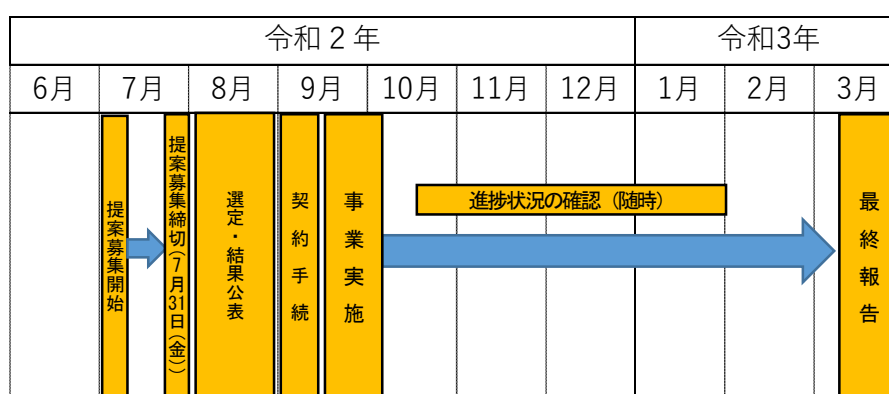 令和２年
令和3年
6月
7月
8月
9月
10月
11月
12月
1月
2月
3月
提案募集開始
提案募集締切(7月31日(金))
選定・結果公表
契約手続
事業実施
進捗状況の確認（随時）
最終報告